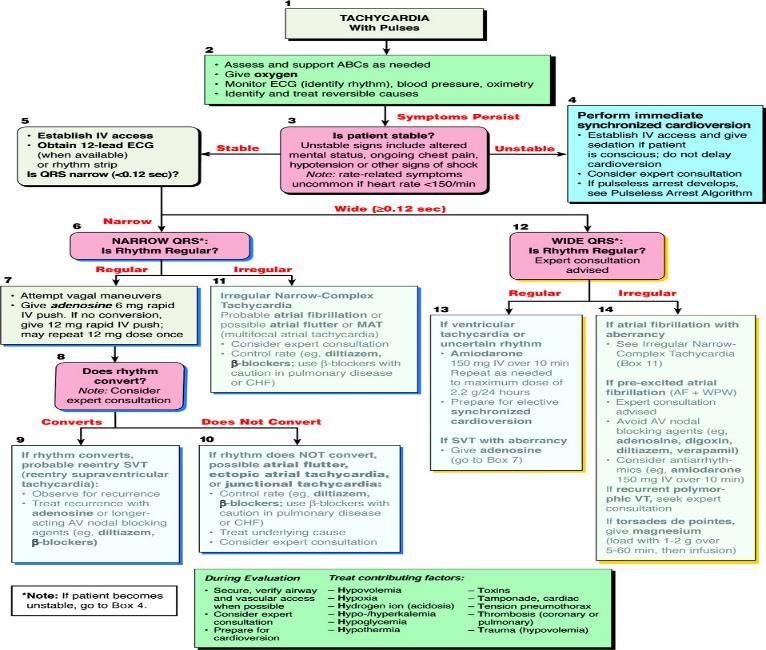 1
TACHYCARDIA
With Pulses
2
• Assess and support ABCs as needed
• Give oxygen
• Monitor ECG (identify rhythm), blood pressure, oximetry
• Identify and treat reversible causes
Symptoms Persist
3
Is patient stable?
Unstable signs include altered
mental status, ongoing chest pain,
hypotension or other signs of shock
Note: rate-related symptoms
uncommon if heart rate <150/min
Stable
Unstable
4
Perform immediate
synchronized cardioversion
• Establish IV access and give
sedation if patient
is conscious; do not delay
cardioversion
• Consider expert consultation
• If pulseless arrest develops,
see Pulseless Arrest Algorithm
5
• Establish IV access
• Obtain 12-lead ECG
(when available)
or rhythm strip
Is QRS narrow (<0.12 sec)?
Narrow
Wide (≥0.12 sec)
6
NARROW QRS*:
Is Rhythm Regular?
Regular
Irregular
7
• Attempt vagal maneuvers
• Give adenosine 6 mg rapid
IV push. If no conversion,
give 12 mg rapid IV push;
may repeat 12 mg dose once
8
Does rhythm
convert?
Note: Consider
expert consultation
Converts
Does Not Convert
9
If rhythm converts,
probable reentry SVT
(reentry supraventricular
tachycardia):
• Observe for recurrence
• Treat recurrence with
adenosine or longer-
acting AV nodal blocking
agents (eg, diltiazem,
β-blockers)
10
If rhythm does NOT convert,
possible atrial flutter,
ectopic atrial tachycardia,
or junctional tachycardia:
• Control rate (eg, diltiazem,
β-blockers; use β-blockers with
caution in pulmonary disease
or CHF)
• Treat underlying cause
• Consider expert consultation
11
Irregular Narrow-Complex
Tachycardia
Probable atrial fibrillation or
possible atrial flutter or MAT
(multifocal atrial tachycardia)
• Consider expert consultation
• Control rate (eg, diltiazem,
β-blockers; use β-blockers with
caution in pulmonary disease
or CHF)
12
WIDE QRS*:
Is Rhythm Regular?
Expert consultation
advised
Regular
Irregular
13
If ventricular
tachycardia or
uncertain rhythm
• Amiodarone
150 mg IV over 10 min
Repeat as needed
to maximum dose of
2.2 g/24 hours
• Prepare for elective
synchronized
cardioversion
If SVT with aberrancy
• Give adenosine
(go to Box 7)
14
If atrial fibrillation with
aberrancy
• See Irregular Narrow-
Complex Tachycardia
(Box 11)
If pre-excited atrial
fibrillation (AF + WPW)
• Expert consultation
advised
• Avoid AV nodal
blocking agents (eg,
adenosine, digoxin,
diltiazem, verapamil)
• Consider antiarrhyth-
mics (eg, amiodarone
150 mg IV over 10 min)
If recurrent polymor-
phic VT, seek expert
consultation
If torsades de pointes,
give magnesium
(load with 1-2 g over
5-60 min, then infusion)
*Note: If patient becomes
unstable, go to Box 4.
During Evaluation
• Secure, verify airway
and vascular access
when possible
• Consider expert
consultation
• Prepare for
cardioversion
Treat contributing factors:
– Hypovolemia
– Hypoxia
– Hydrogen ion (acidosis)
– Hypo-/hyperkalemia
– Hypoglycemia
– Hypothermia
– Toxins
– Tamponade, cardiac
– Tension pneumothorax
– Thrombosis (coronary or
pulmonary)
– Trauma (hypovolemia)